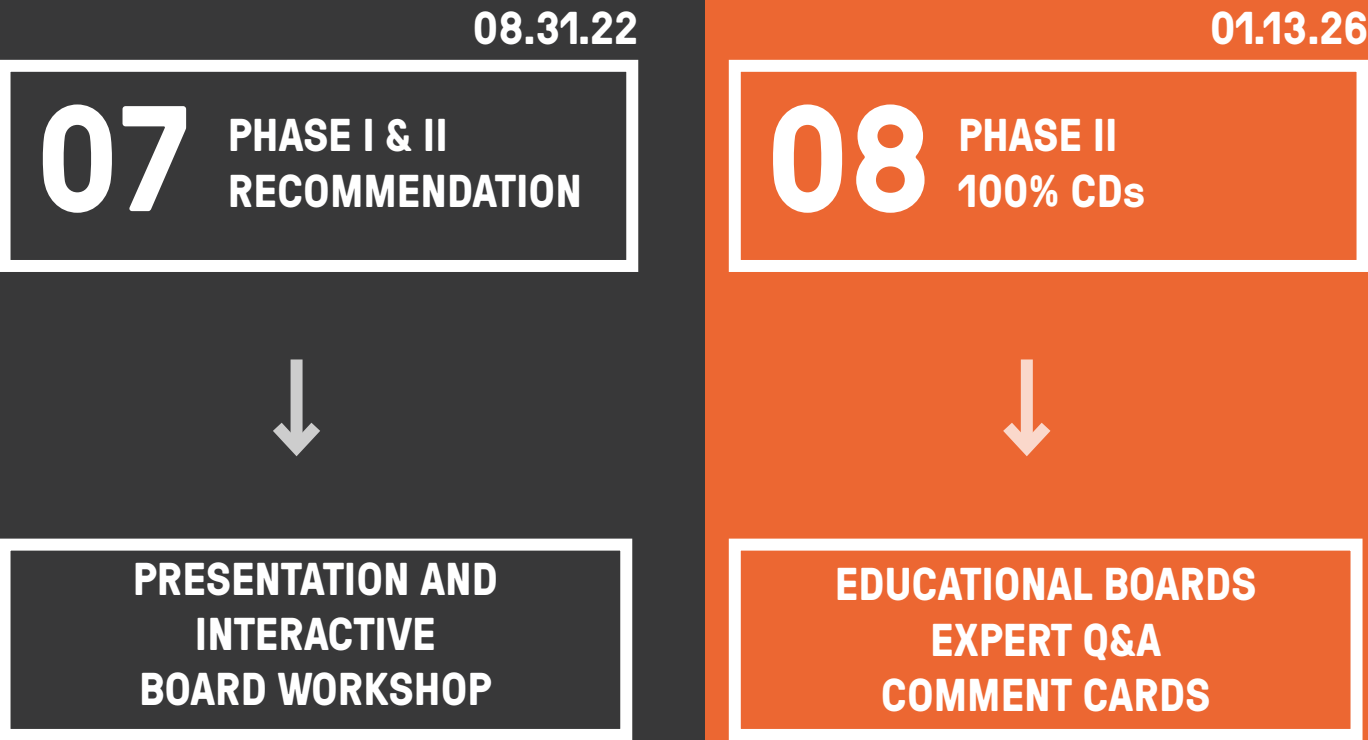 08.31.22
07
PHASE I & II
RECOMMENDATION
PRESENTATION AND
INTERACTIVE
BOARD WORKSHOP
01.13.26
08
PHASE II
100% CDs
EDUCATIONAL BOARDS
EXPERT Q&A
COMMENT CARDS